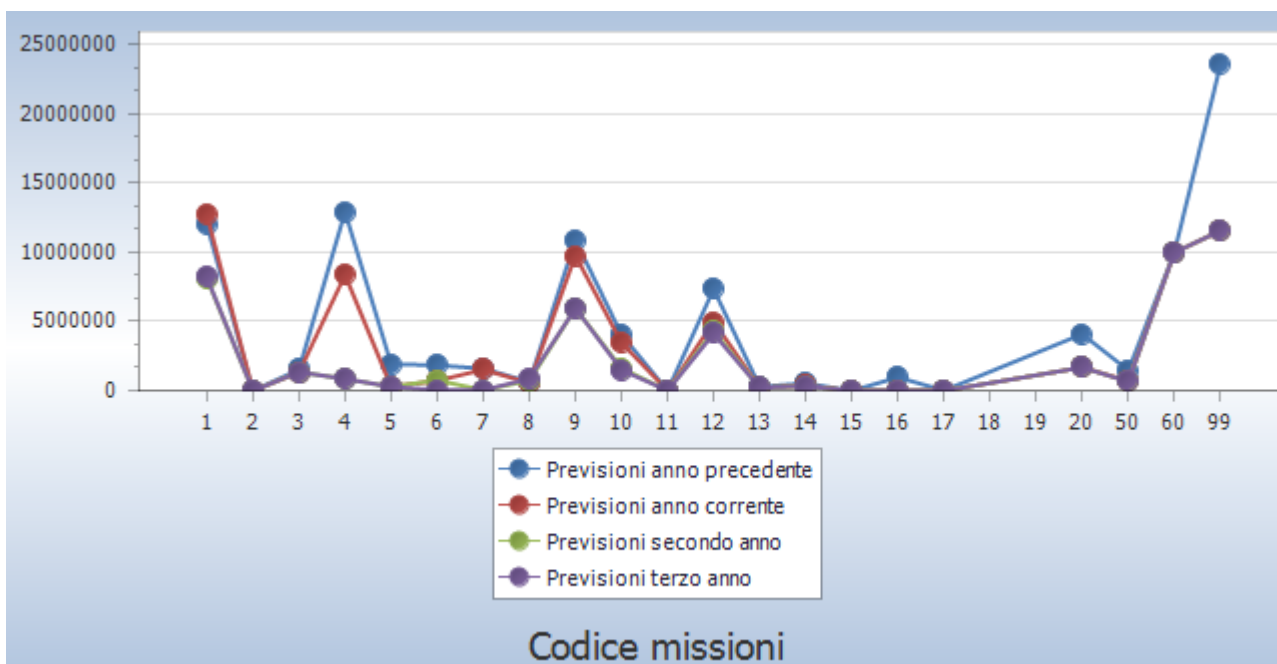 25000000
20000000
15000000
10000000
5000000
0
1 2 3 4 5 6 7 8 9 10 11 12 13 14 15 16 17 18 19 20 50 60 99
Previsioni anno precedente
Previsioni anno corrente
Previsioni secondo anno
Previsioni terzo anno
Codice missioni